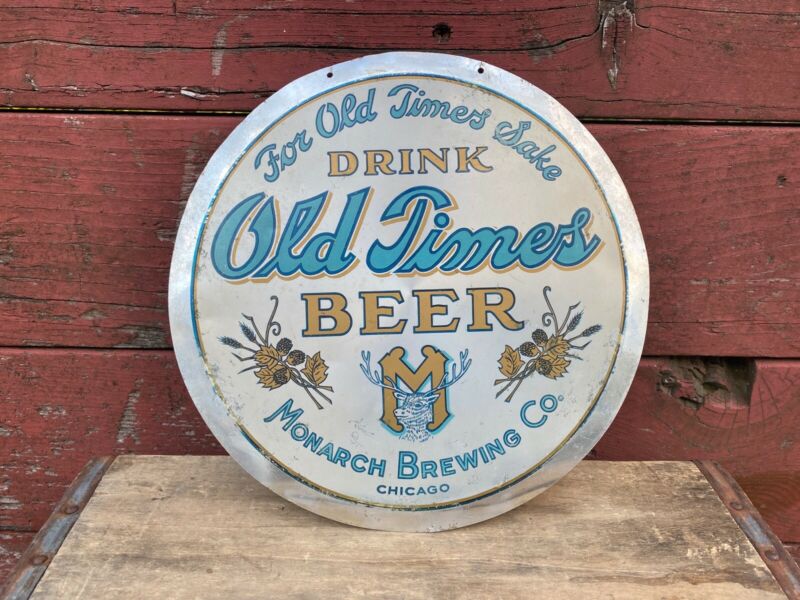 For Old Times Sake
DRINK
Old Times
BEER
M
MONARCH BREWING Co.
CHICAGO